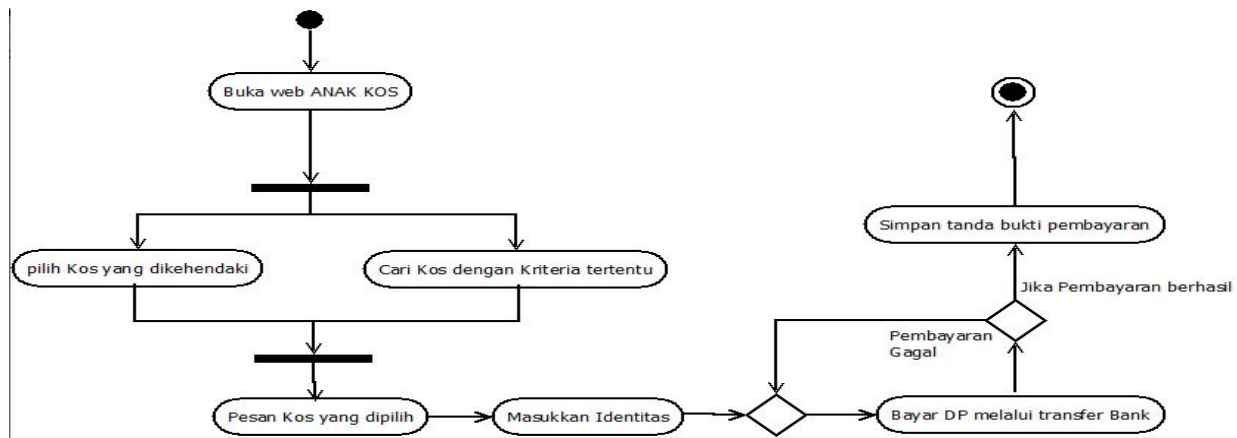 Buka web ANAK KOS
pilih Kos yang dikehendaki
Cari Kos dengan Kriteria tertentu
Pesan Kos yang dipilih
Masukkan Identitas
Bayar DP melalui transfer Bank
Pembayaran
Gagal
Jika Pembayaran berhasil
Simpan tanda bukti pembayaran